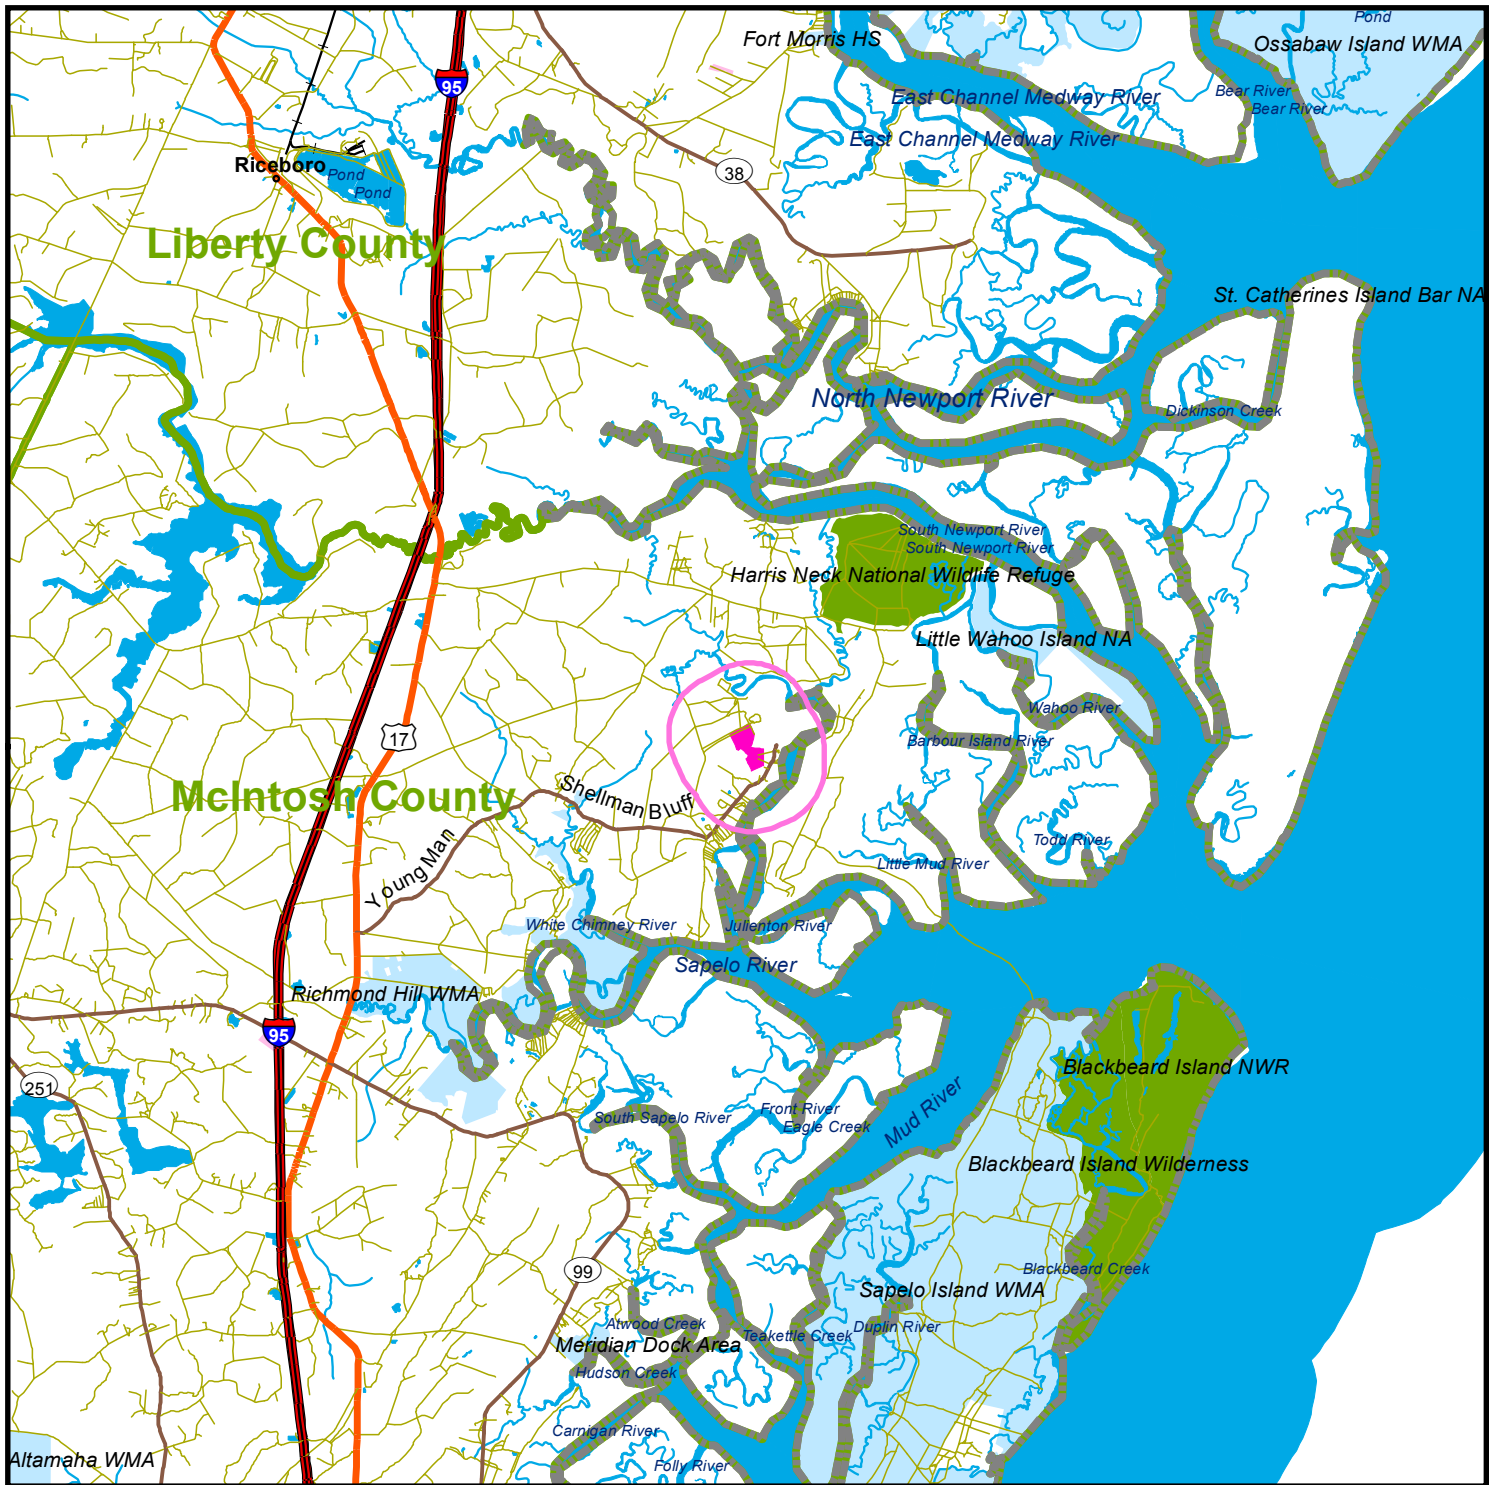 Pond
Fort Morris HS
Ossabaw Island WMA
95
East Channel Medway River
Bear River
Bear River
East Channel Medway River
Riceboro
Pond
Pond
38
Liberty County
St. Catherines Island Bar NA
North Newport River
Dickinson Creek
South Newport River
South Newport River
Harris Neck National Wildlife Refuge
Little Wahoo Island NA
Wahoo River
17
Barbour Island River
McIntosh County
Shellman Bluff
Young Man
Todd River
Little Mud River
White Chimney River
Julienton River
Sapelo River
Richmond Hill WMA
95
Blackbeard Island NWR
251
Front River
South Sapelo River
Eagle Creek
Mud River
Blackbeard Island Wilderness
99
Blackbeard Creek
Sapelo Island WMA
Atwood Creek
Duplin River
Teakettle Creek
Meridian Dock Area
Hudson Creek
Carnigan River
Altamaha WMA
Folly River